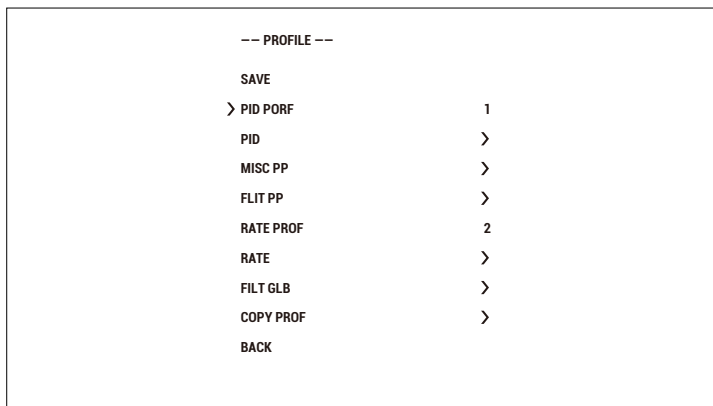 —— PROFILE ——
SAVE
> PID PORF 1
PID >
MISC PP >
FLIT PP >
RATE PROF 2
RATE >
FILT GLB >
COPY PROF >
BACK